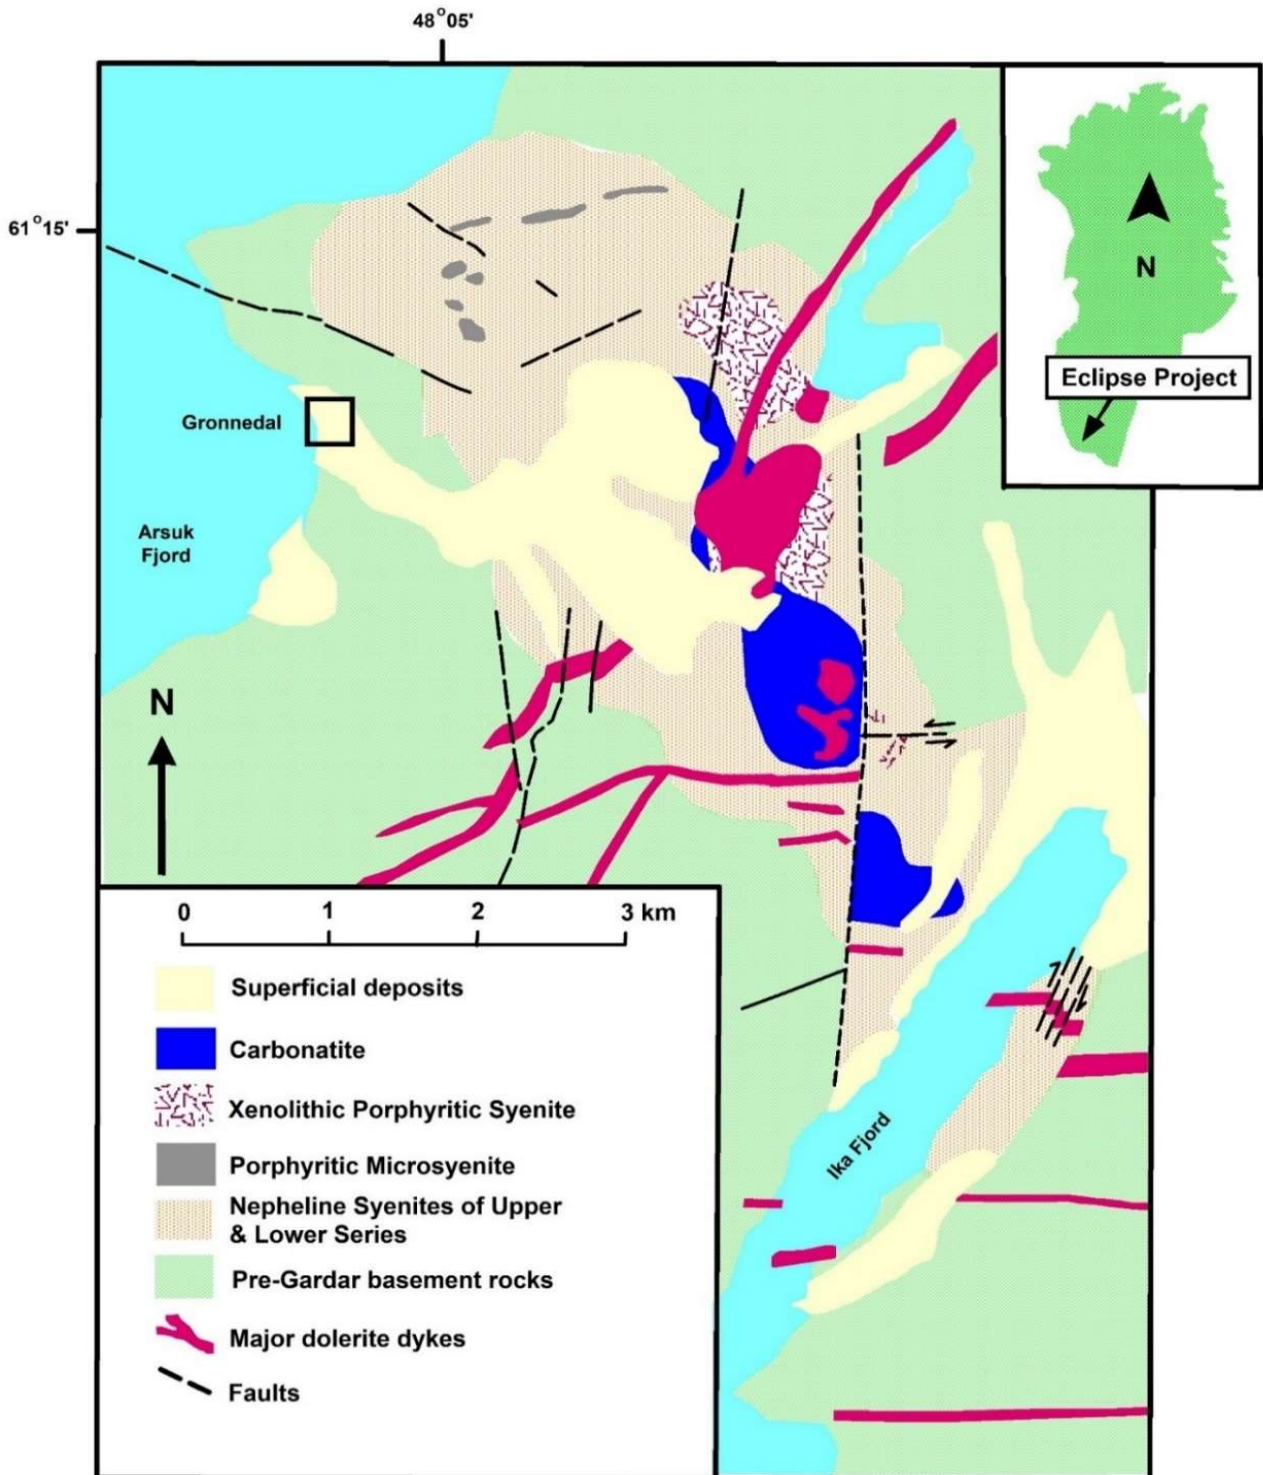 48°05'
61°15'
N
Eclipse Project
Gronnedal
Arsuk
Fjord
N
0 1 2 3 km
Superficial deposits
Carbonatite
Xenolithic Porphyritic Syenite
Porphyritic Microsyenite
Nepheline Syenites of Upper
& Lower Series
Pre-Gardar basement rocks
Major dolerite dykes
Faults
Ika Fjord